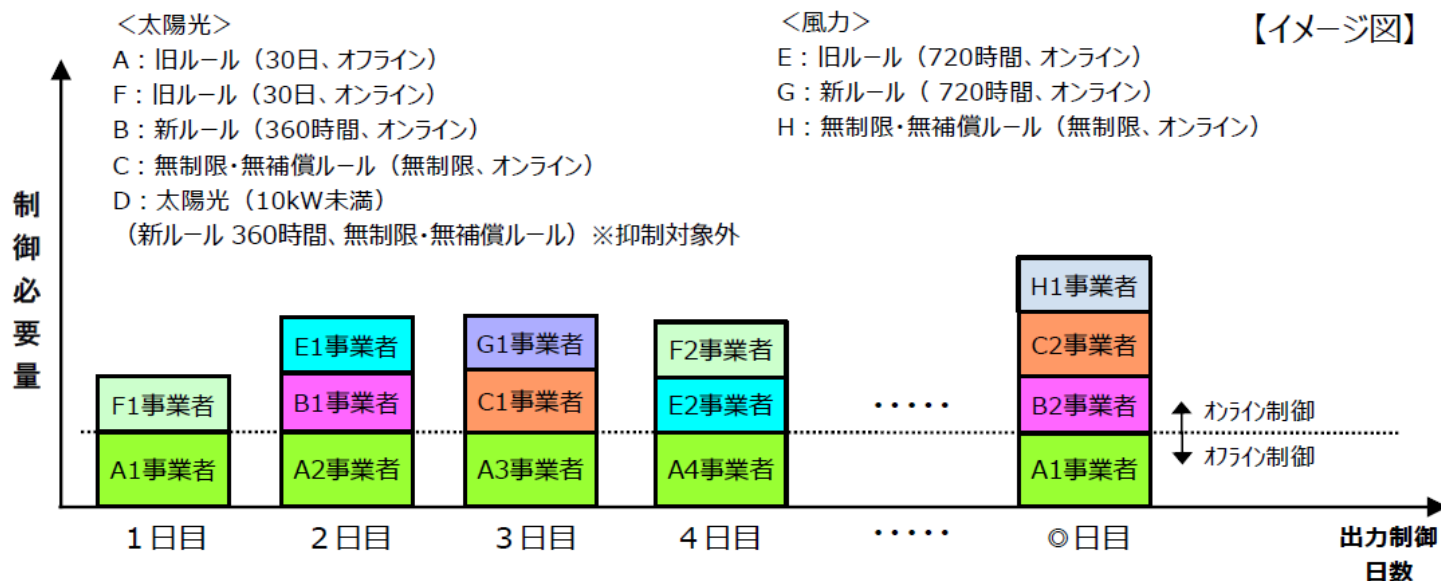 ＜太陽光＞
A：旧ルール（30日、オフライン）
F：旧ルール（30日、オンライン）
B：新ルール（360時間、オンライン）
C：無制限・無補償ルール（無制限、オンライン）
D：太陽光（10kW未満）
（新ルール 360時間、無制限・無補償ルール）※抑制対象外
＜風力＞
E：旧ルール（720時間、オンライン）
G：新ルール（ 720時間、オンライン）
H：無制限・無補償ルール（無制限、オンライン）
【イメージ図】
制御必要量
F1事業者
A1事業者
E1事業者
B1事業者
A2事業者
G1事業者
C1事業者
A3事業者
F2事業者
E2事業者
A4事業者
・・・・・
H1事業者
C2事業者
B2事業者
A1事業者
オンライン制御
オフライン制御
1日目
2日目
3日目
4日目
・・・・・
◎日目
出力制御
日数